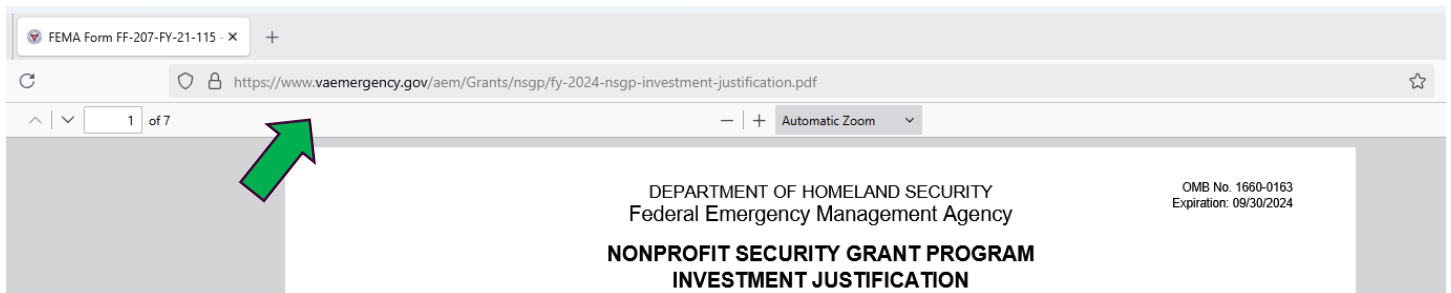 FEMA Form FF-207-FY-21-115 -
https://www.vaemergency.gov/aem/Grants/nsgp/fy-2024-nsgp-investment-justification.pdf
1 of 7 Automatic Zoom
DEPARTMENT OF HOMELAND SECURITY
OMB No. 1660-0163
Federal Emergency Management Agency
Expiration: 09/30/2024
NONPROFIT SECURITY GRANT PROGRAM
INVESTMENT JUSTIFICATION